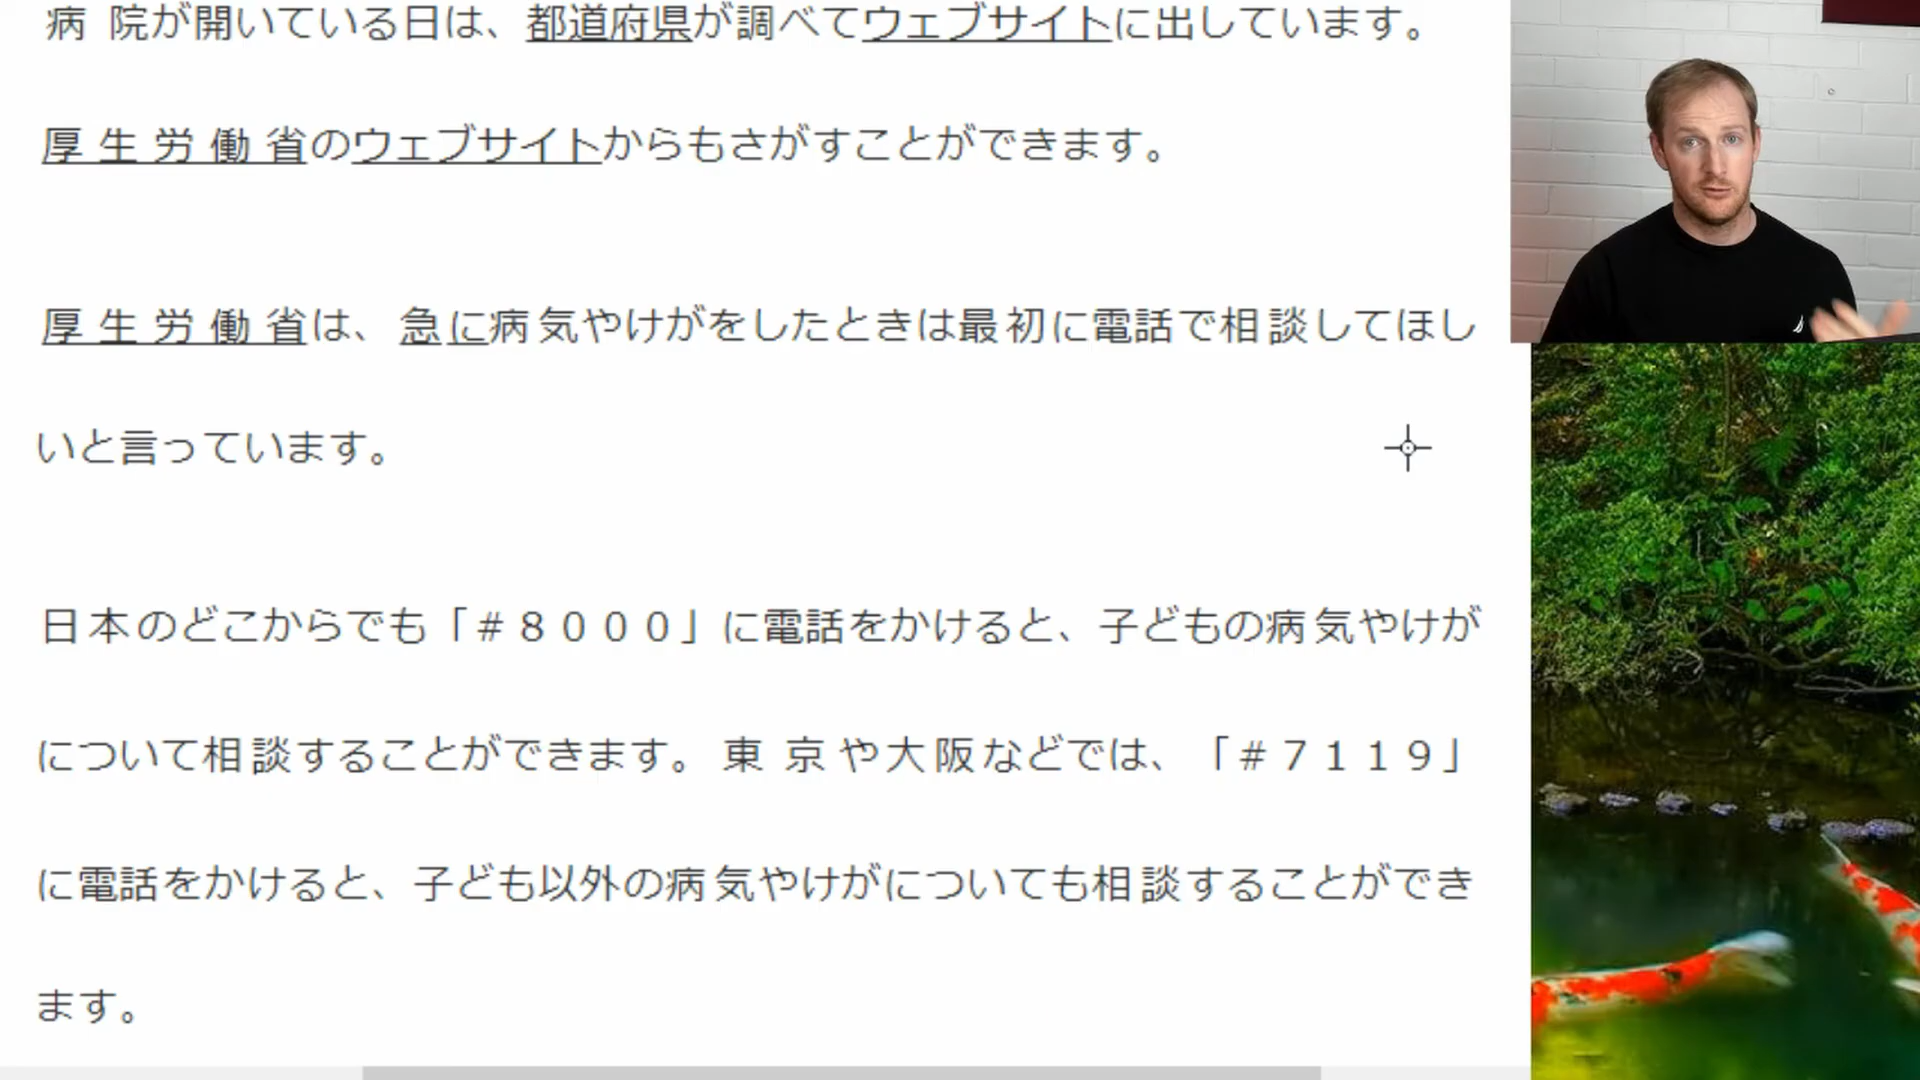 病院が開いている日は、都道府県が調べてウェブサイトに出しています。
厚生労働省のウェブサイトからもさがすことができます。
厚生労働省は、急に病気やけがをしたときは最初に電話で相談してほし
いと言っています。
日本のどこからでも「＃８０００」に電話をかけると、子どもの病気やけが
について相談することができます。東京や大阪などでは、「＃７１１９」
に電話をかけると、子ども以外の病気やけがについても相談することができ
ます。